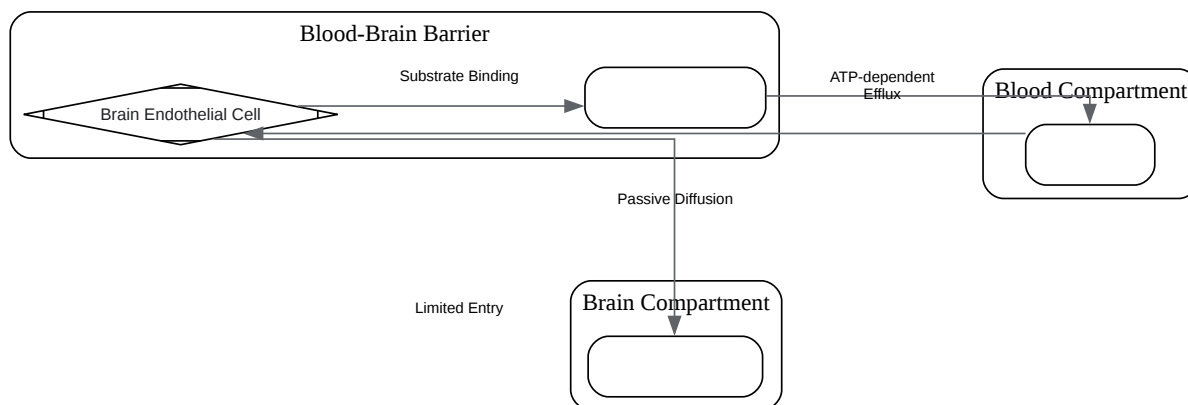 Blood-Brain Barrier
Substrate Binding
ATP-dependent
Efflux
Blood Compartment
Brain Endothelial Cell
Passive Diffusion
Limited Entry
Brain Compartment